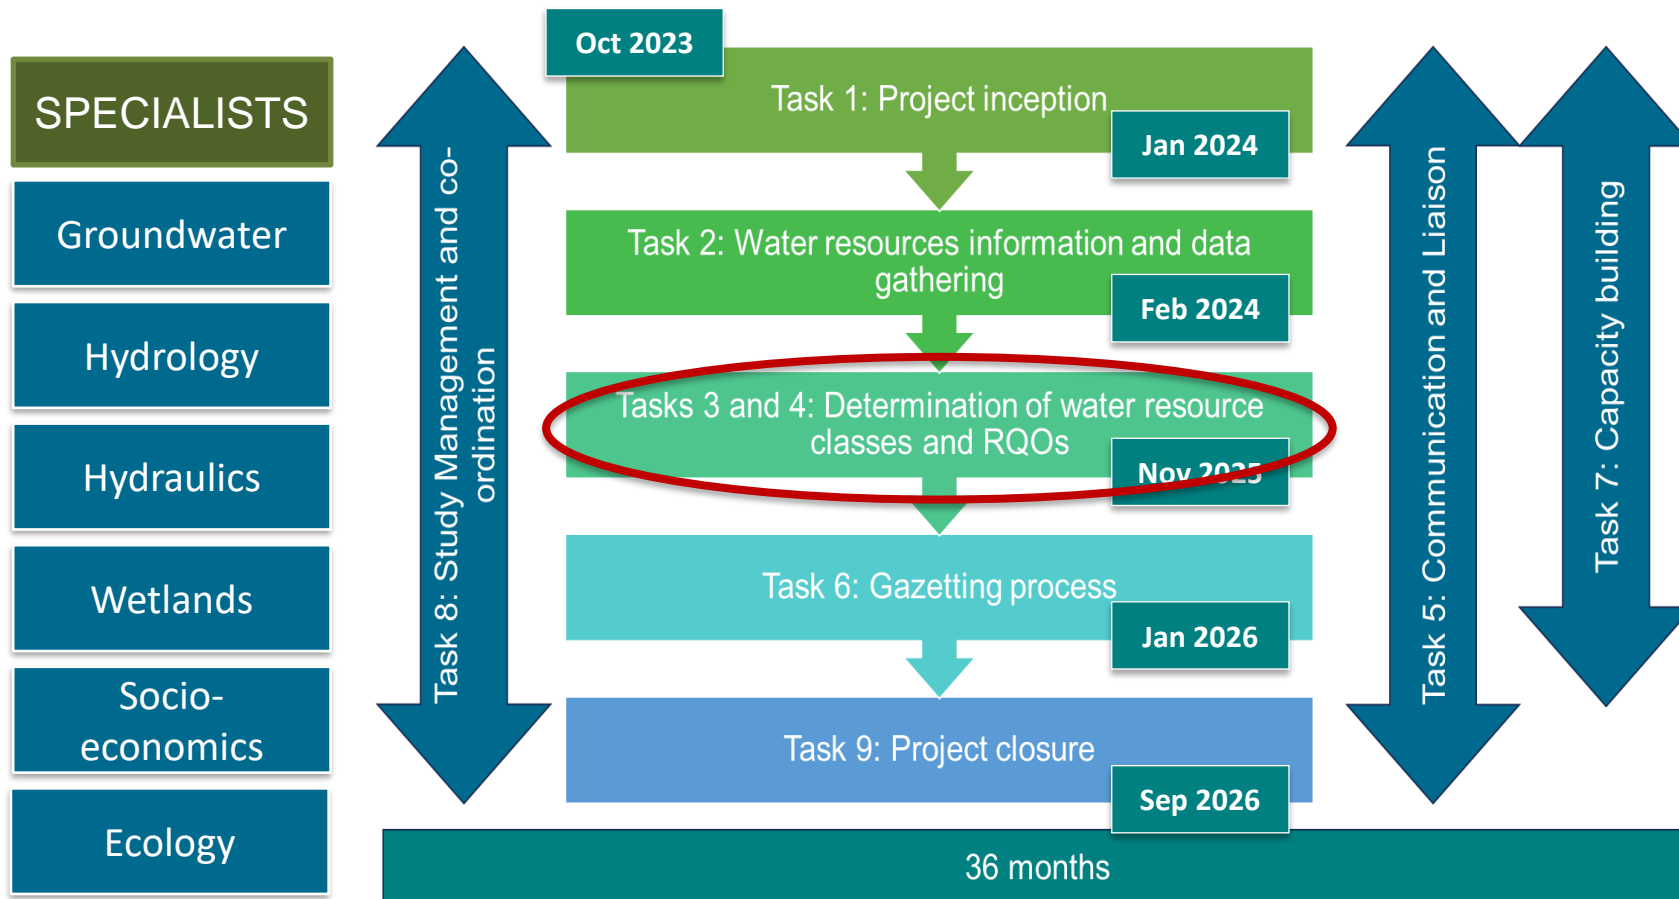 SPECIALISTS
Groundwater
Hydrology
Hydraulics
Wetlands
Socio-
economics
Ecology
Task 8: Study Management and co-
ordination
Oct 2023
Task 1: Project inception
Jan 2024
Task 2: Water resources information and data
gathering
Feb 2024
Tasks 3 and 4: Determination of water resource
classes and RQOs
Nov 2025
Task 6: Gazetting process
Jan 2026
Task 9: Project closure
Sep 2026
Task 5: Communication and Liaison
Task 7: Capacity building
36 months